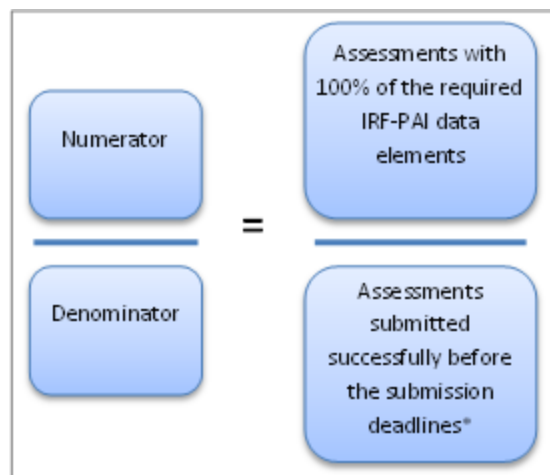 Numerator
Denominator
=
Assessments with
100% of the required
IRF-PAI data
elements
Assessments
submitted
successfully before
the submission
deadlines*